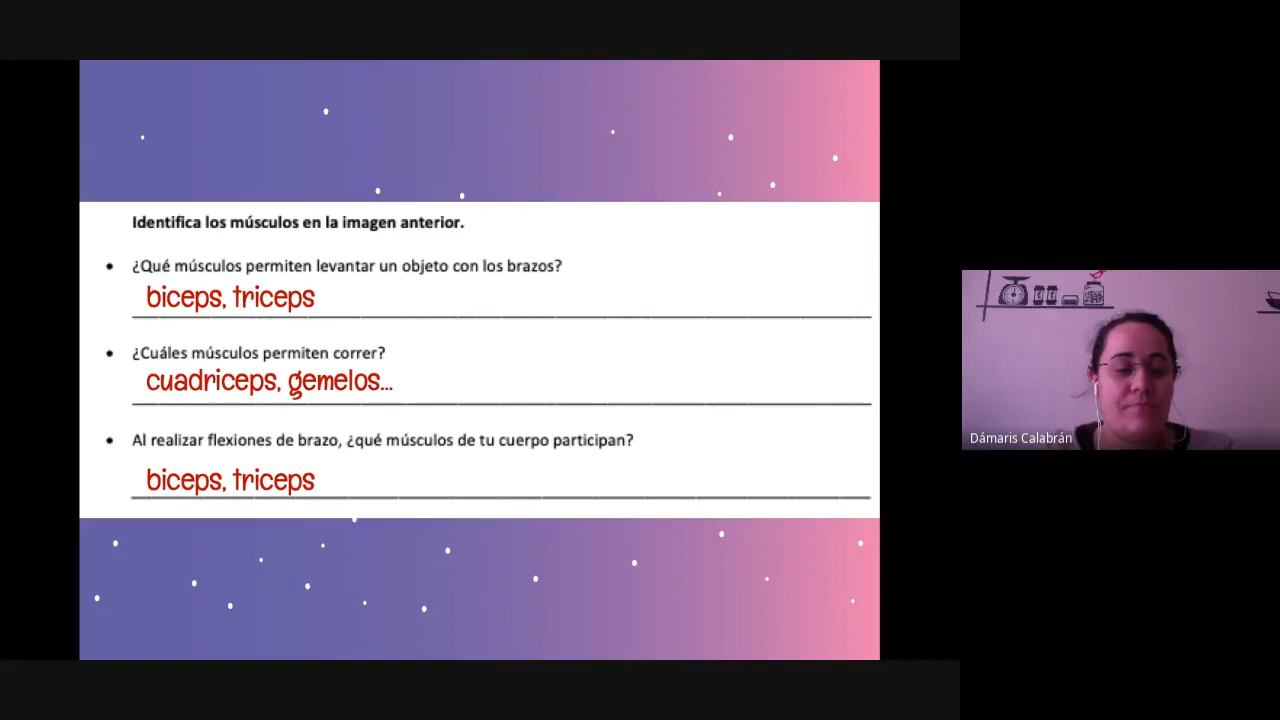 Identifica los músculos en la imagen anterior.
• ¿Qué músculos permiten levantar un objeto con los brazos?
biceps, triceps
• ¿Cuáles músculos permiten correr?
cuadriceps, gemelos...
• Al realizar flexiones de brazo, ¿qué músculos de tu cuerpo participan?
biceps, triceps
Dámaris Calabrán